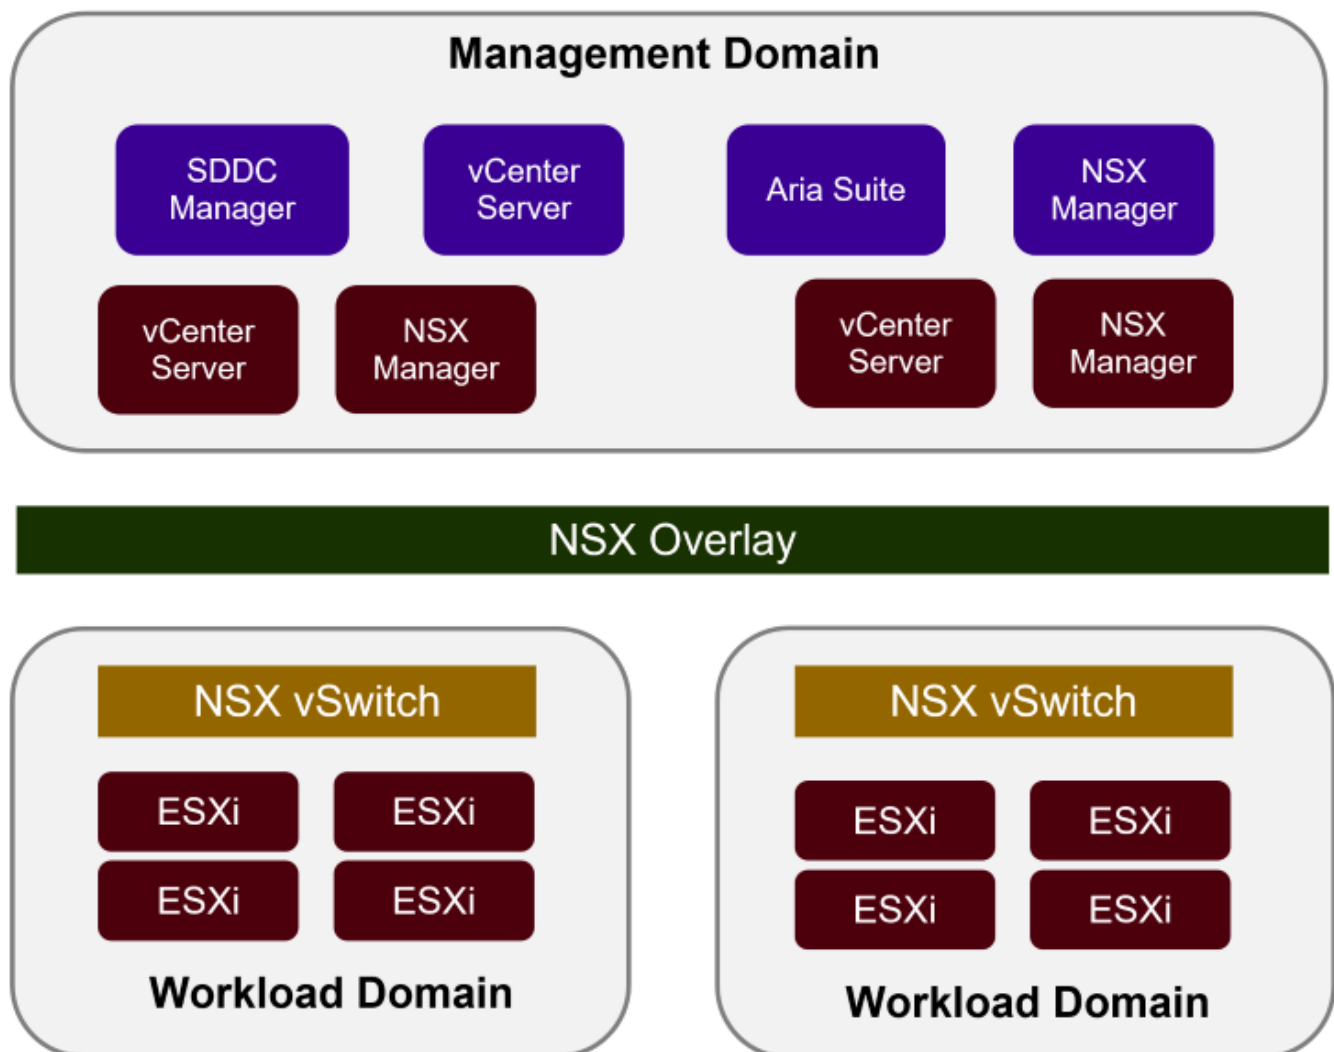 Management Domain
SDDC
Manager
vCenter
Server
Aria Suite
NSX
Manager
vCenter
Server
NSX
Manager
vCenter
Server
NSX
Manager
NSX Overlay
NSX vSwitch
ESXi
ESXi
ESXi
ESXi
Workload Domain
NSX vSwitch
ESXi
ESXi
ESXi
ESXi
Workload Domain